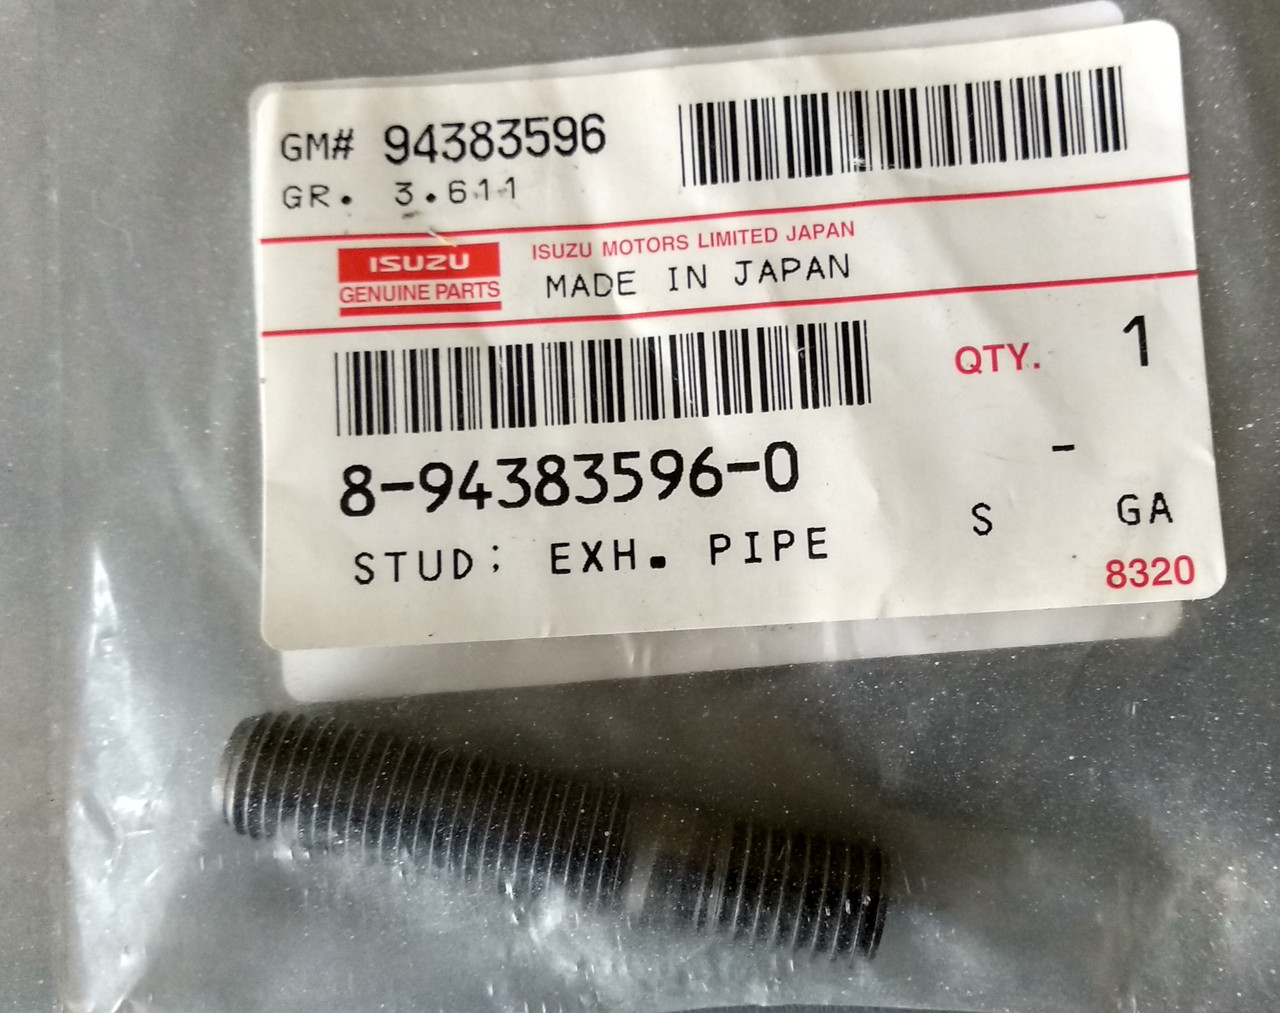 GM# 94383596
GR. 3.611
ISUZU
GENUINE PARTS
ISUZU MOTORS LIMITED JAPAN
MADE IN JAPAN
QTY. 1
8-94383596-0
-
STUD; EXH. PIPE
S GA
8320